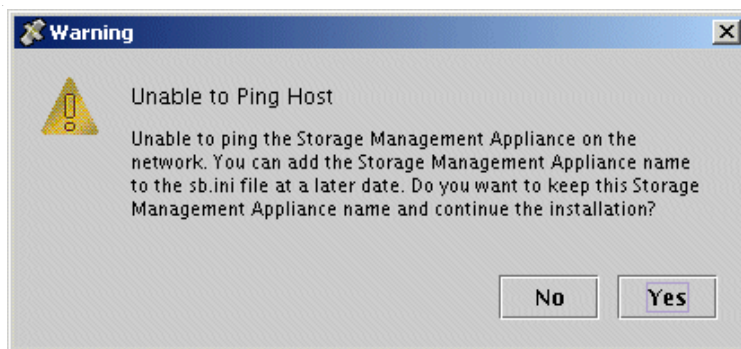 Warning
Unable to Ping Host
Unable to ping the Storage Management Appliance on the
network. You can add the Storage Management Appliance name
to the sb.ini file at a later date. Do you want to keep this Storage
Management Appliance name and continue the installation?
No Yes